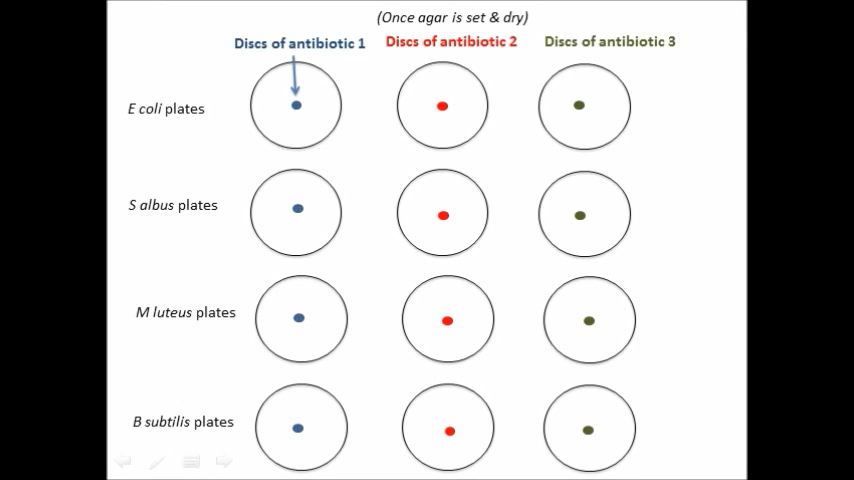 (Once agar is set & dry)
Discs of antibiotic 1
Discs of antibiotic 2
Discs of antibiotic 3
E coli plates
S albus plates
M luteus plates
B subtilis plates